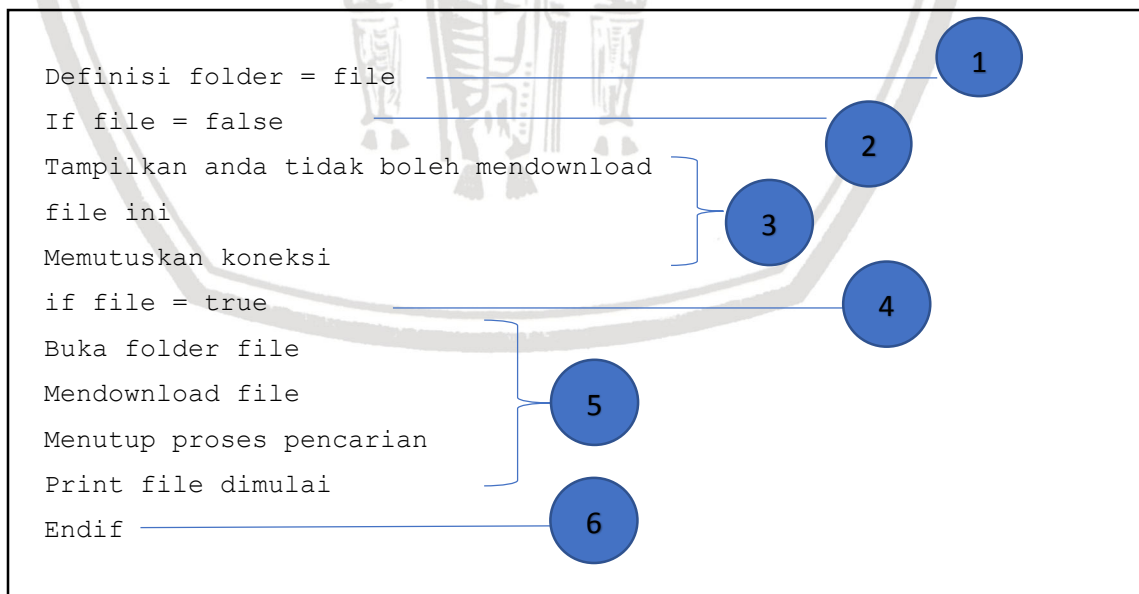 Definisi folder = file 1
If file = false 2
Tampilkan anda tidak boleh mendownload
file ini 3
Memutuskan koneksi
if file = true 4
Buka folder file
Mendownload file 5
Menutup proses pencarian
Print file dimulai
Endif 6